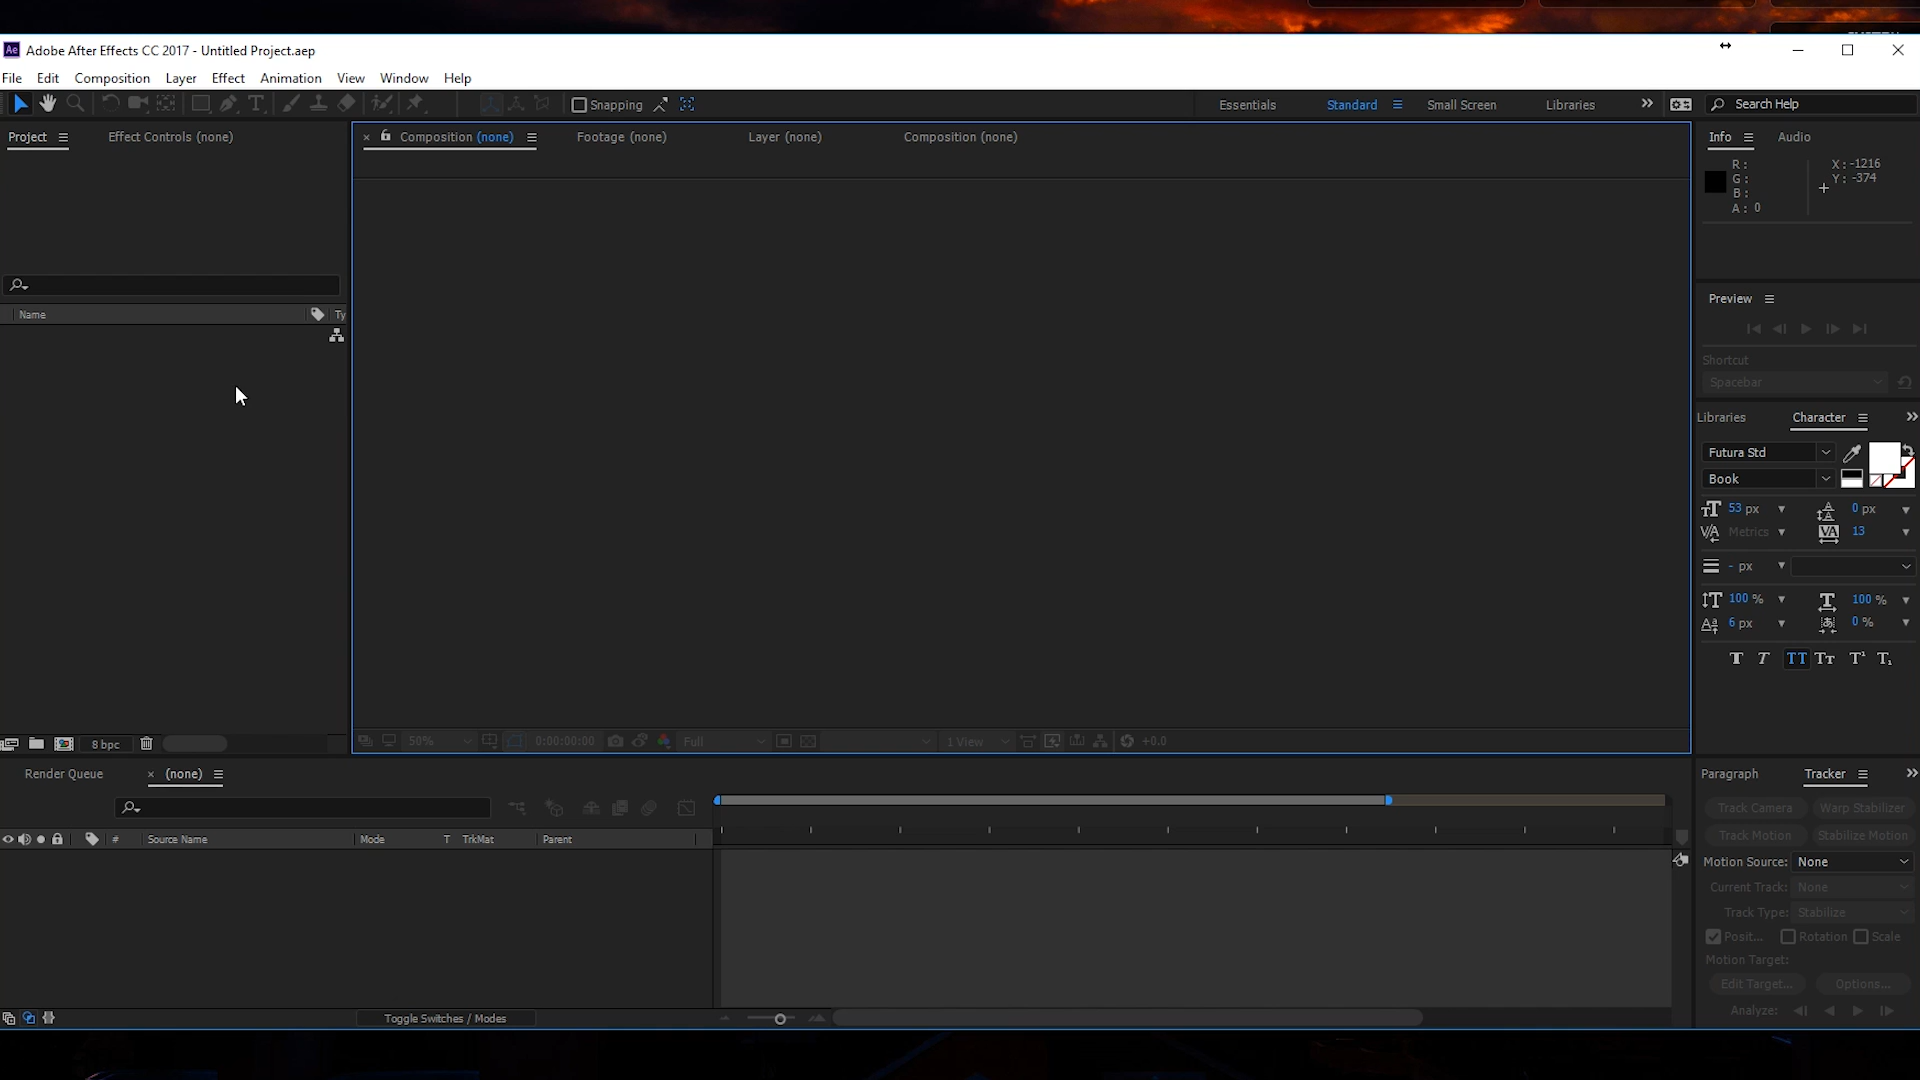 Ae Adobe After Effects CC 2017 - Untitled Project.aep
File Edit Composition Layer Effect Animation View Window Help
Snapping Essentials Standard Small Screen Libraries Search Help
Project Effect Controls (none) Composition (none) Footage (none) Layer (none) Composition (none) Info Audio
R: X: -1216
G: Y: -374
B:
A: 0
Name Ty
Preview
Shortcut
Spacebar
Libraries Character
Futura Std
Book
53 px 0 px
Metrics 13
- px
100 % 100 %
6 px 0 %
8 bpc 50% 0:00:00:00 Full 1 View +0.0
Render Queue (none) Paragraph Tracker
Track Camera Warp Stabilizer
Track Motion Stabilize Motion
# Source Name Mode T TrkMat Parent
Motion Source: None
Current Track: None
Track Type: Stabilize
Posit... Rotation Scale
Motion Target:
Edit Target... Options...
Analyze:
Toggle Switches / Modes